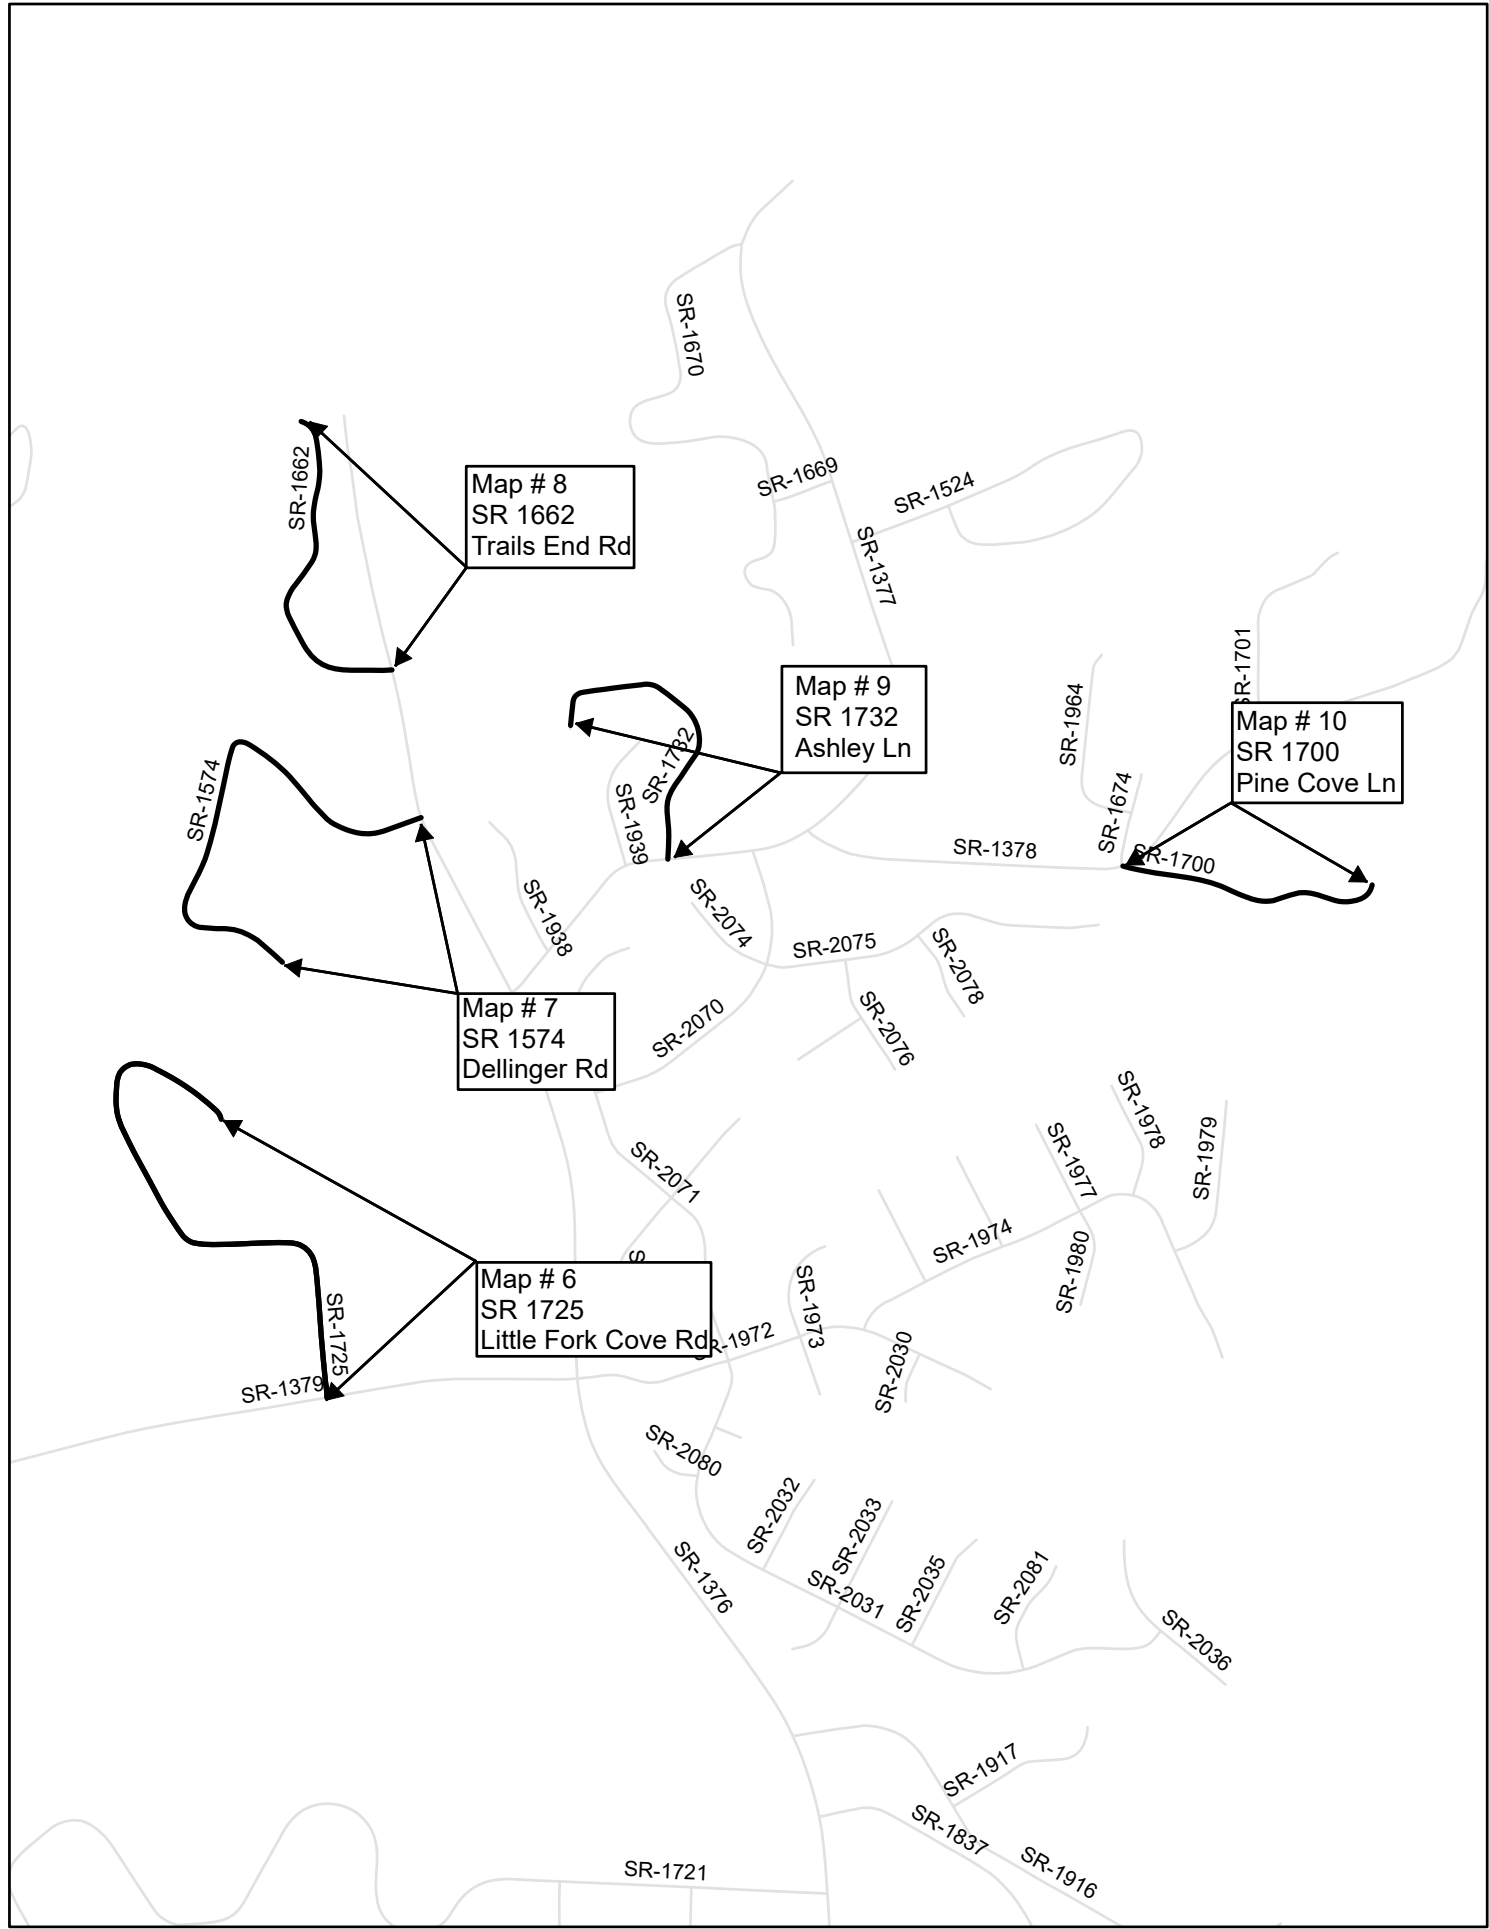 SR-1670
SR-1669
SR-1524
SR-1662
Map # 8
SR 1662
Trails End Rd
SR-1377
SR-1701
SR-1964
Map # 9
SR 1732
Ashley Ln
Map # 10
SR 1700
Pine Cove Ln
SR-1732
SR-1574
SR-1939
SR-1674
SR-1378
SR-1700
SR-1938
SR-2074
SR-2075
SR-2078
Map # 7
SR 1574
Dellinger Rd
SR-2070
SR-2076
SR-1978
SR-1977
SR-1979
SR-2071
SR-1974
SR-1980
S
Map # 6
SR 1725
Little Fork Cove Rd
SR-1973
SR-1972
SR-1725
SR-1379
SR-2030
SR-2080
SR-2032
SR-2033
SR-1376
SR-2031
SR-2035
SR-2081
SR-2036
SR-1917
SR-1837
SR-1721
SR-1916